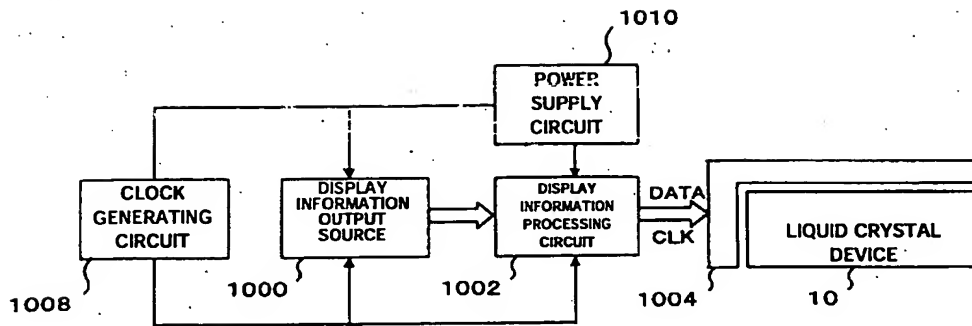 1010
POWER
SUPPLY
CIRCUIT
CLOCK
GENERATING
CIRCUIT
DISPLAY
INFORMATION
OUTPUT
SOURCE
DISPLAY
INFORMATION
PROCESSING
CIRCUIT
DATA
CLK
LIQUID CRYSTAL
DEVICE
1008
1000
1002
1004
10